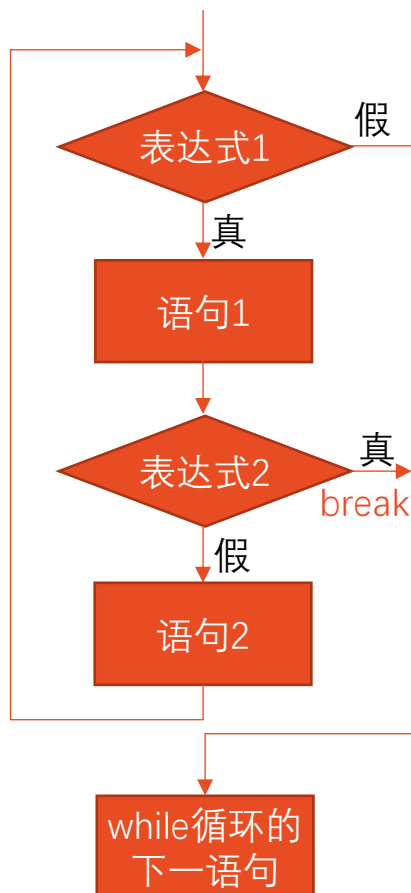 假
表达式1
真
语句1
表达式2
真
break
假
语句2
while循环的
下一语句